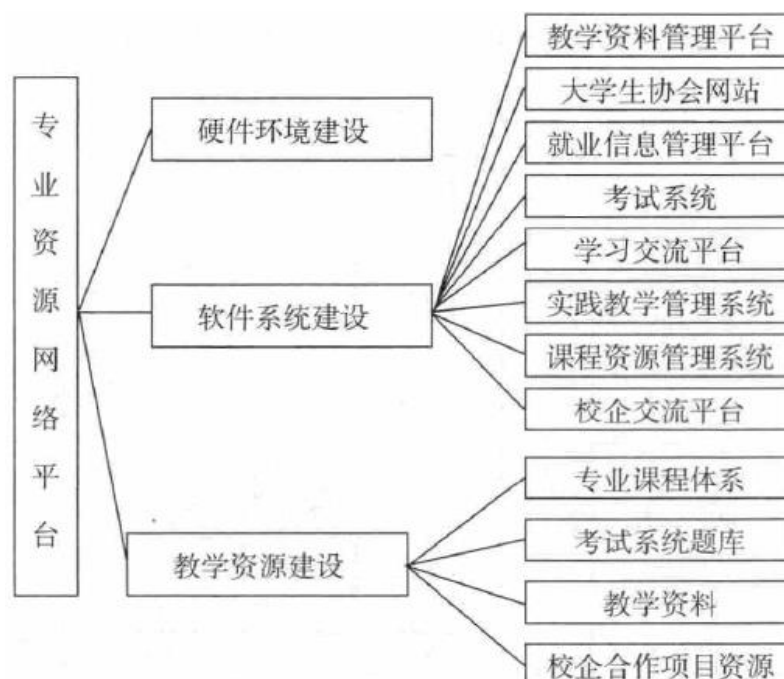 专业资源网络平台
硬件环境建设
软件系统建设
教学资料管理平台
大学生协会网站
就业信息管理平台
考试系统
学习交流平台
实践教学管理系统
课程资源管理系统
校企交流平台
教学资源建设
专业课程体系
考试系统题库
教学资料
校企合作项目资源